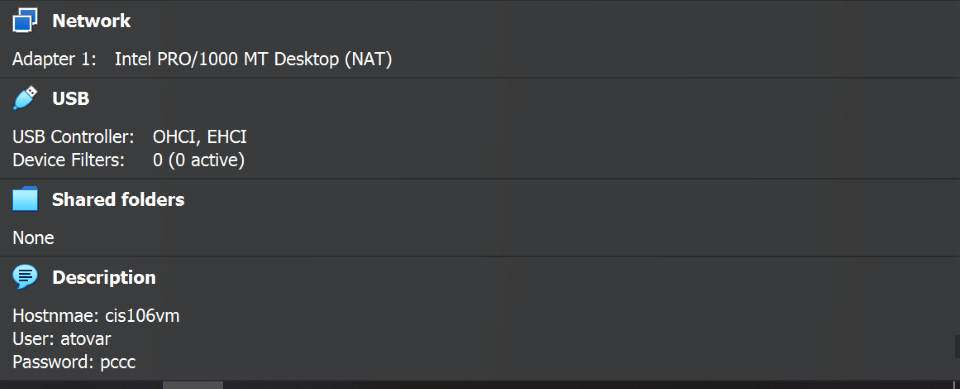 Network
Adapter 1: Intel PRO/1000 MT Desktop (NAT)
USB
USB Controller: OHCI, EHCI
Device Filters: 0 (0 active)
Shared folders
None
Description
Hostnmae: cis106vm
User: atovar
Password: pccc